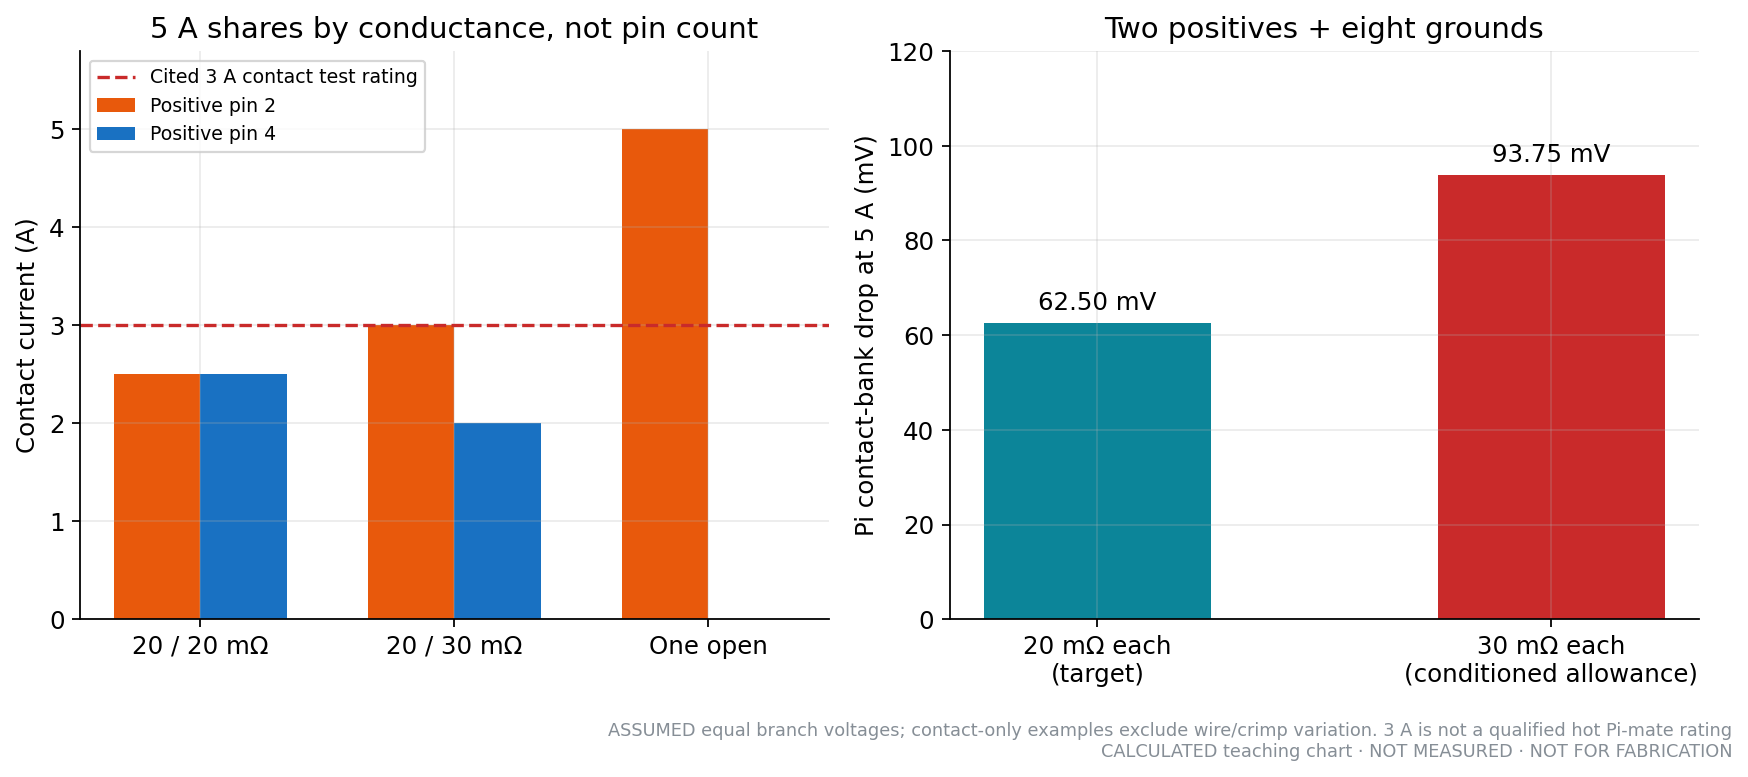 5 A shares by conductance, not pin count
Cited 3 A contact test rating
Positive pin 2
Positive pin 4
Contact current (A)
5
4
3
2
1
0
20 / 20 mΩ
20 / 30 mΩ
One open
Two positives + eight grounds
Pi contact-bank drop at 5 A (mV)
120
100
80
60
40
20
0
62.50 mV
93.75 mV
20 mΩ each
(target)
30 mΩ each
(conditioned allowance)
ASSUMED equal branch voltages; contact-only examples exclude wire/crimp variation. 3 A is not a qualified hot Pi-mate rating
CALCULATED teaching chart · NOT MEASURED · NOT FOR FABRICATION